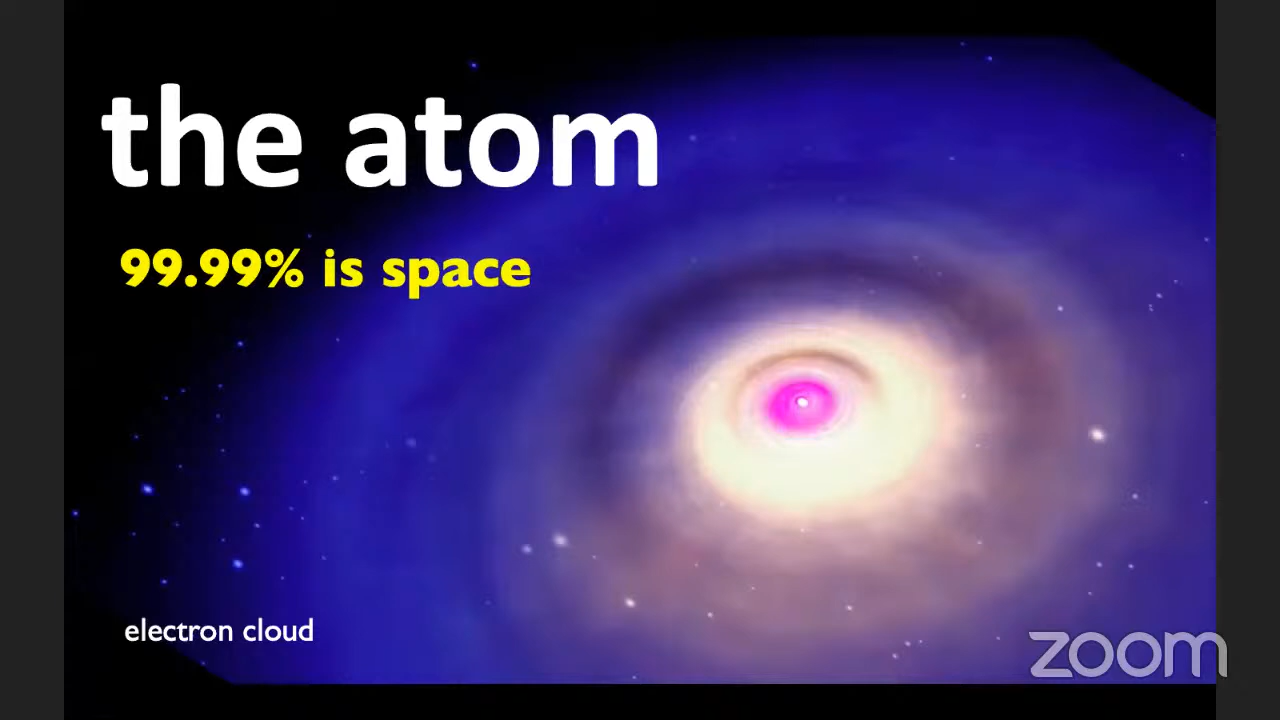 the atom
99.99% is space
electron cloud
zoom